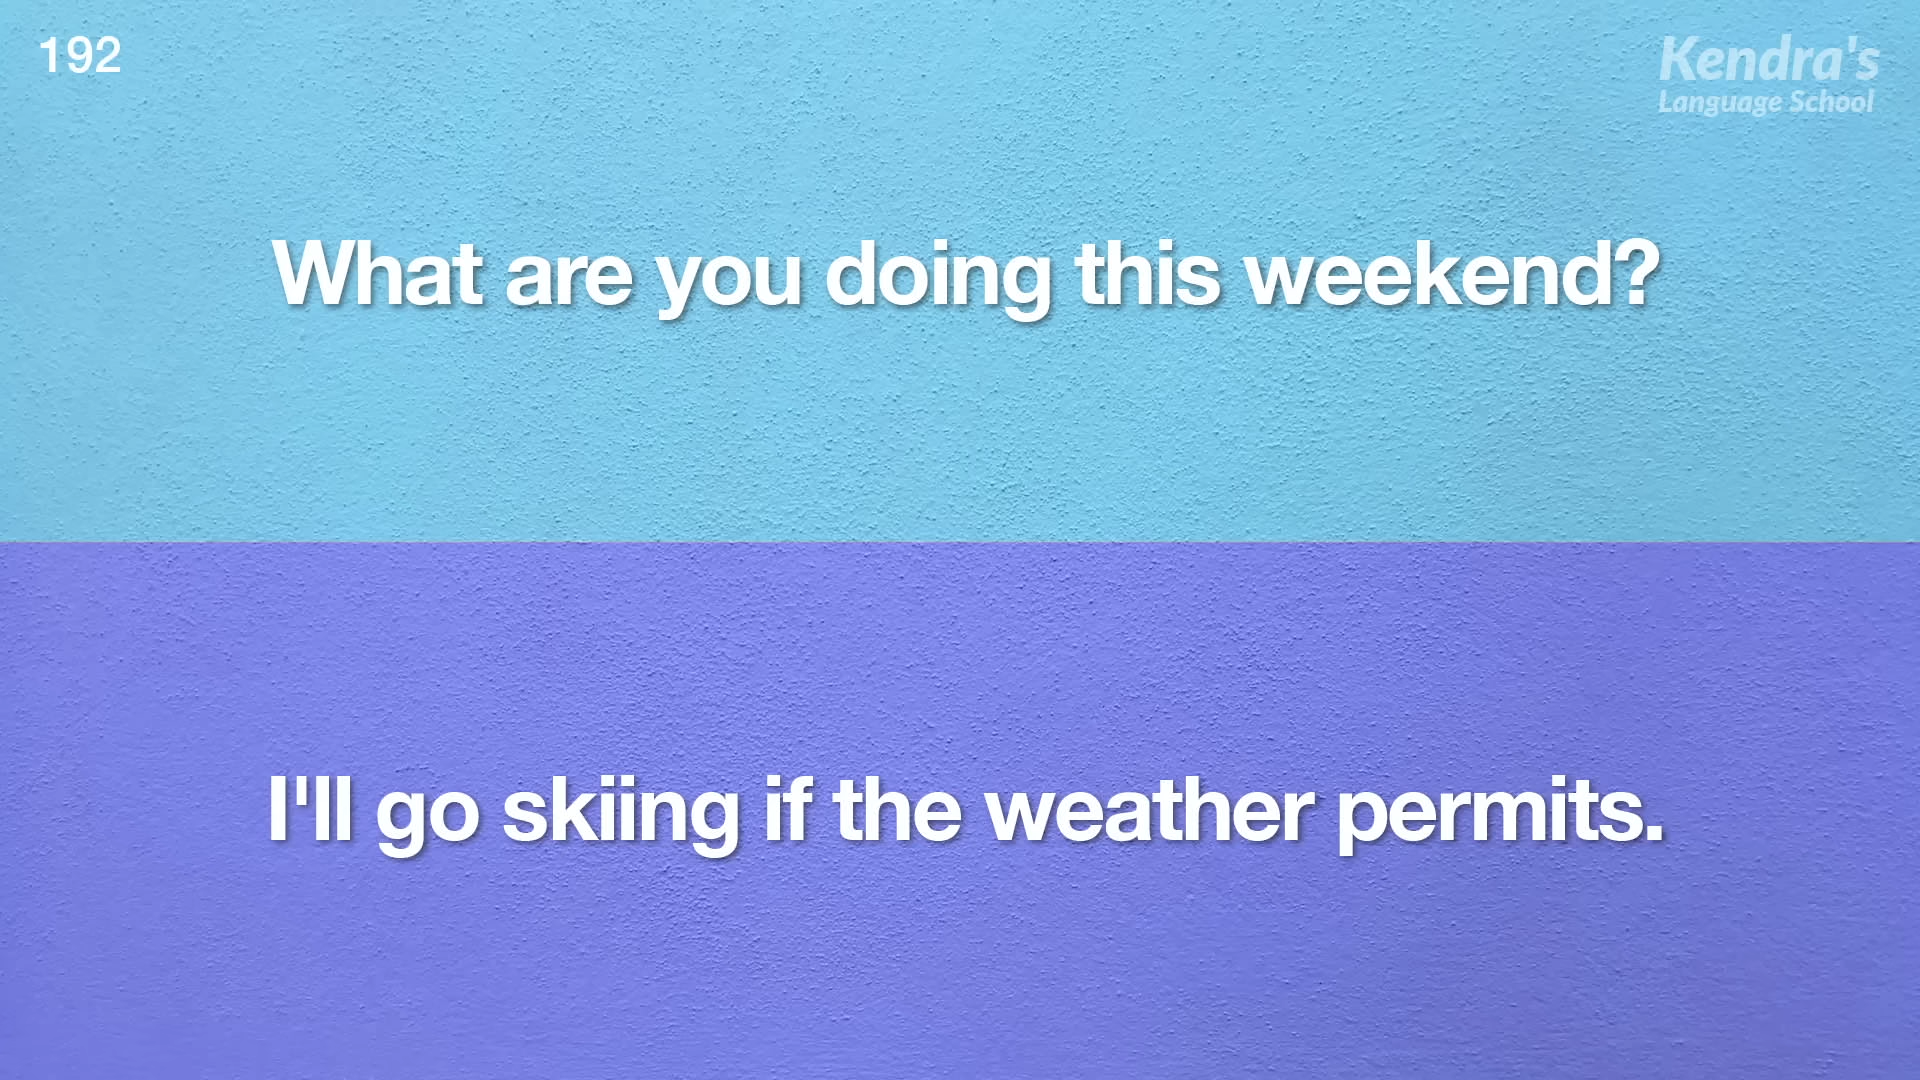 192
Kendra's
Language School
What are you doing this weekend?
I'll go skiing if the weather permits.